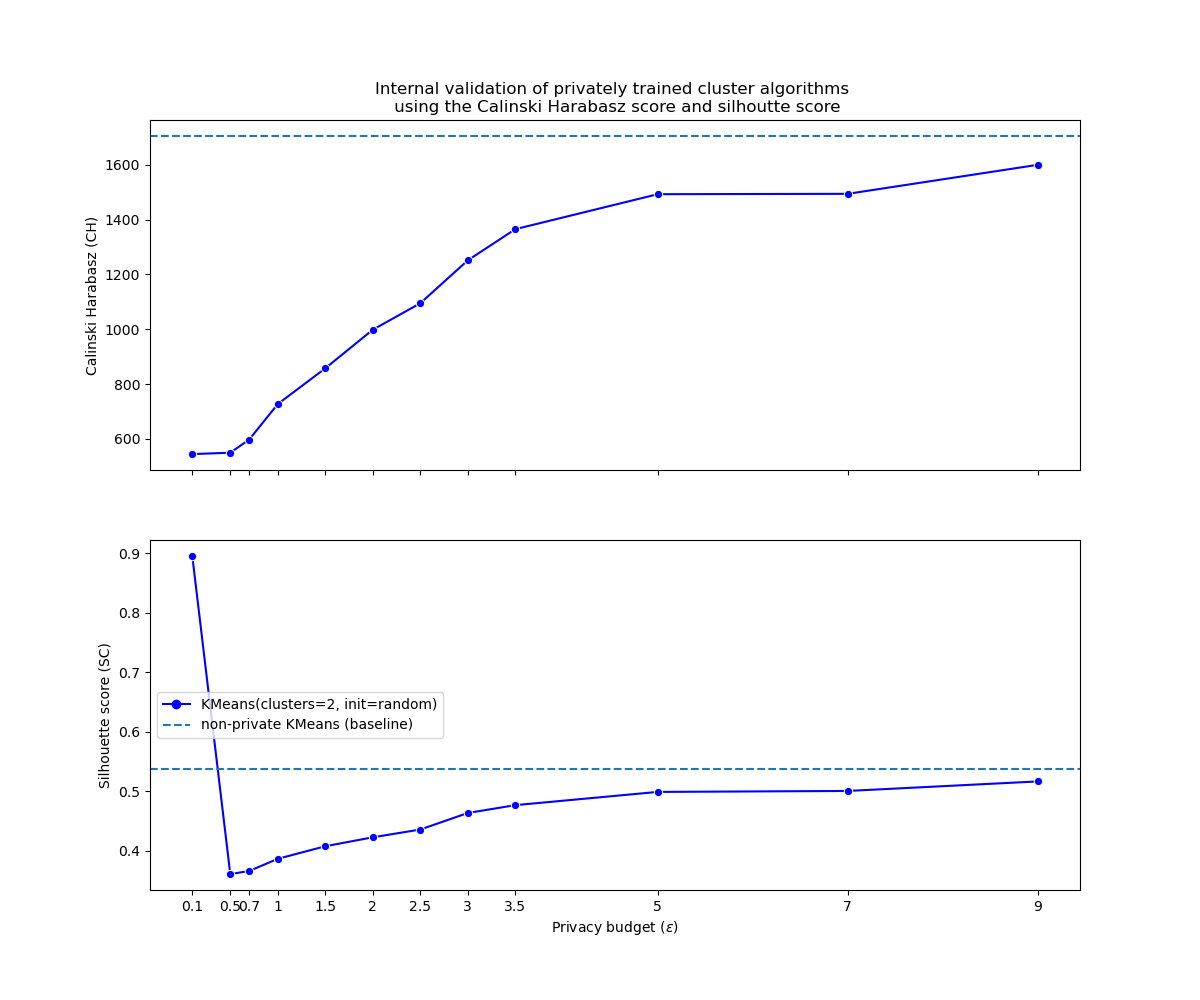 Internal validation of privately trained cluster algorithms
using the Calinski Harabasz score and silhoutte score
1600
1400
1200
1000
800
600
Calinski Harabasz (CH)
0.9
0.8
0.7
0.6
0.5
0.4
Silhouette score (SC)
KMeans(clusters=2, init=random)
non-private KMeans (baseline)
0.1 0.5 0.7 1 1.5 2 2.5 3 3.5 5 7 9
Privacy budget (ε)